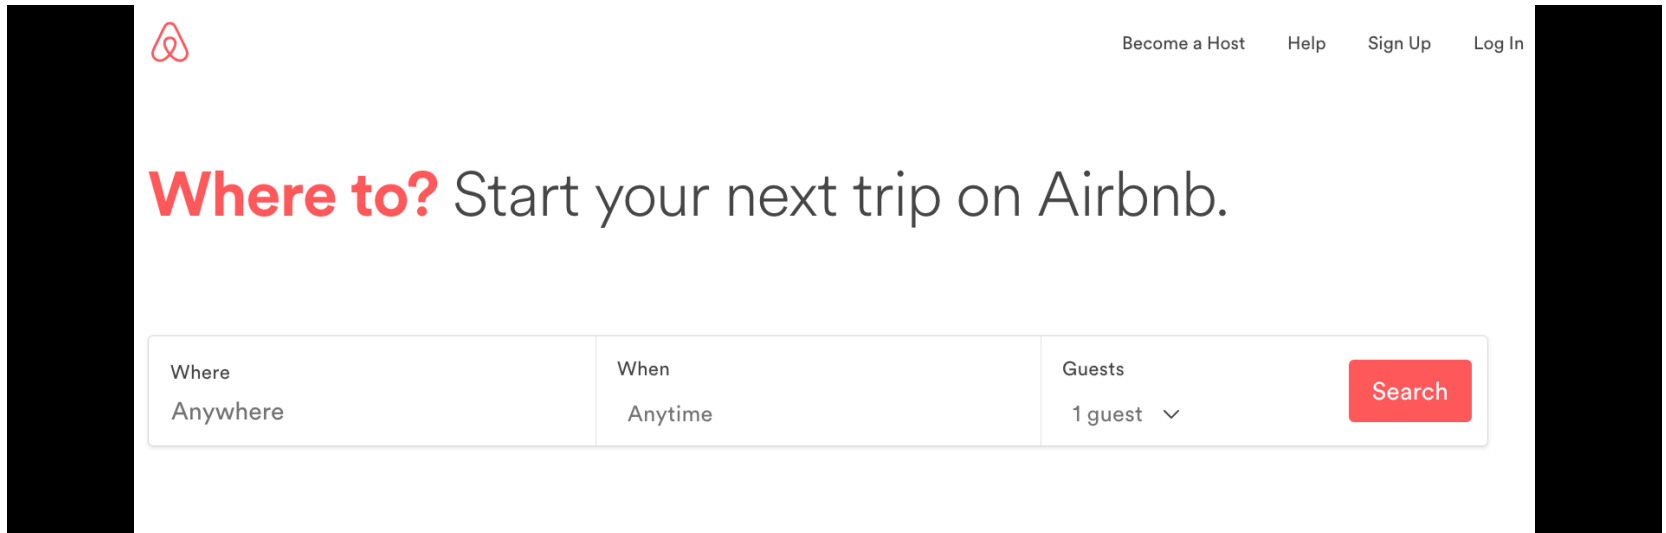 Become a Host Help Sign Up Log In
Where to? Start your next trip on Airbnb.
Where When Guests
Anywhere Anytime 1 guest Search